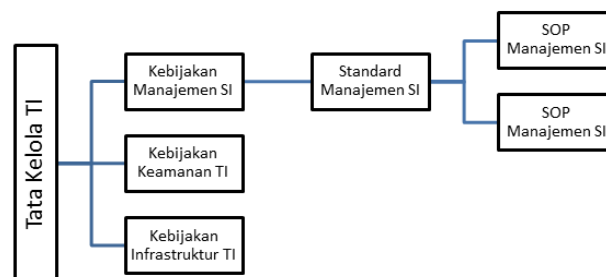 Tata Kelola TI
Kebijakan
Manajemen SI
Kebijakan
Keamanan TI
Kebijakan
Infrastruktur TI
Standard
Manajemen SI
SOP
Manajemen SI
SOP
Manajemen SI